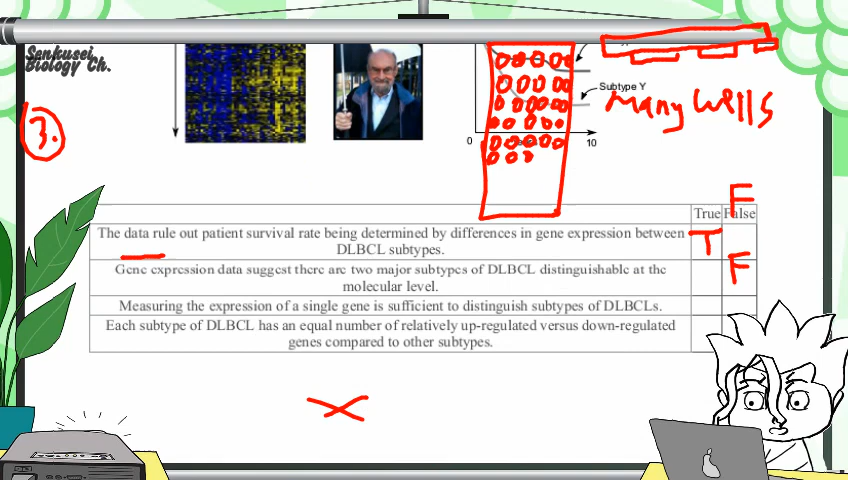 Senkusei
Biology Ch.
3.
Subtype Y
Many Wells
0
10
F
True False
The data rule out patient survival rate being determined by differences in gene expression between
DLBCL subtypes.
T
Gene expression data suggest there are two major subtypes of DLBCL distinguishable at the
molecular level.
F
Measuring the expression of a single gene is sufficient to distinguish subtypes of DLBCLs.
Each subtype of DLBCL has an equal number of relatively up-regulated versus down-regulated
genes compared to other subtypes.